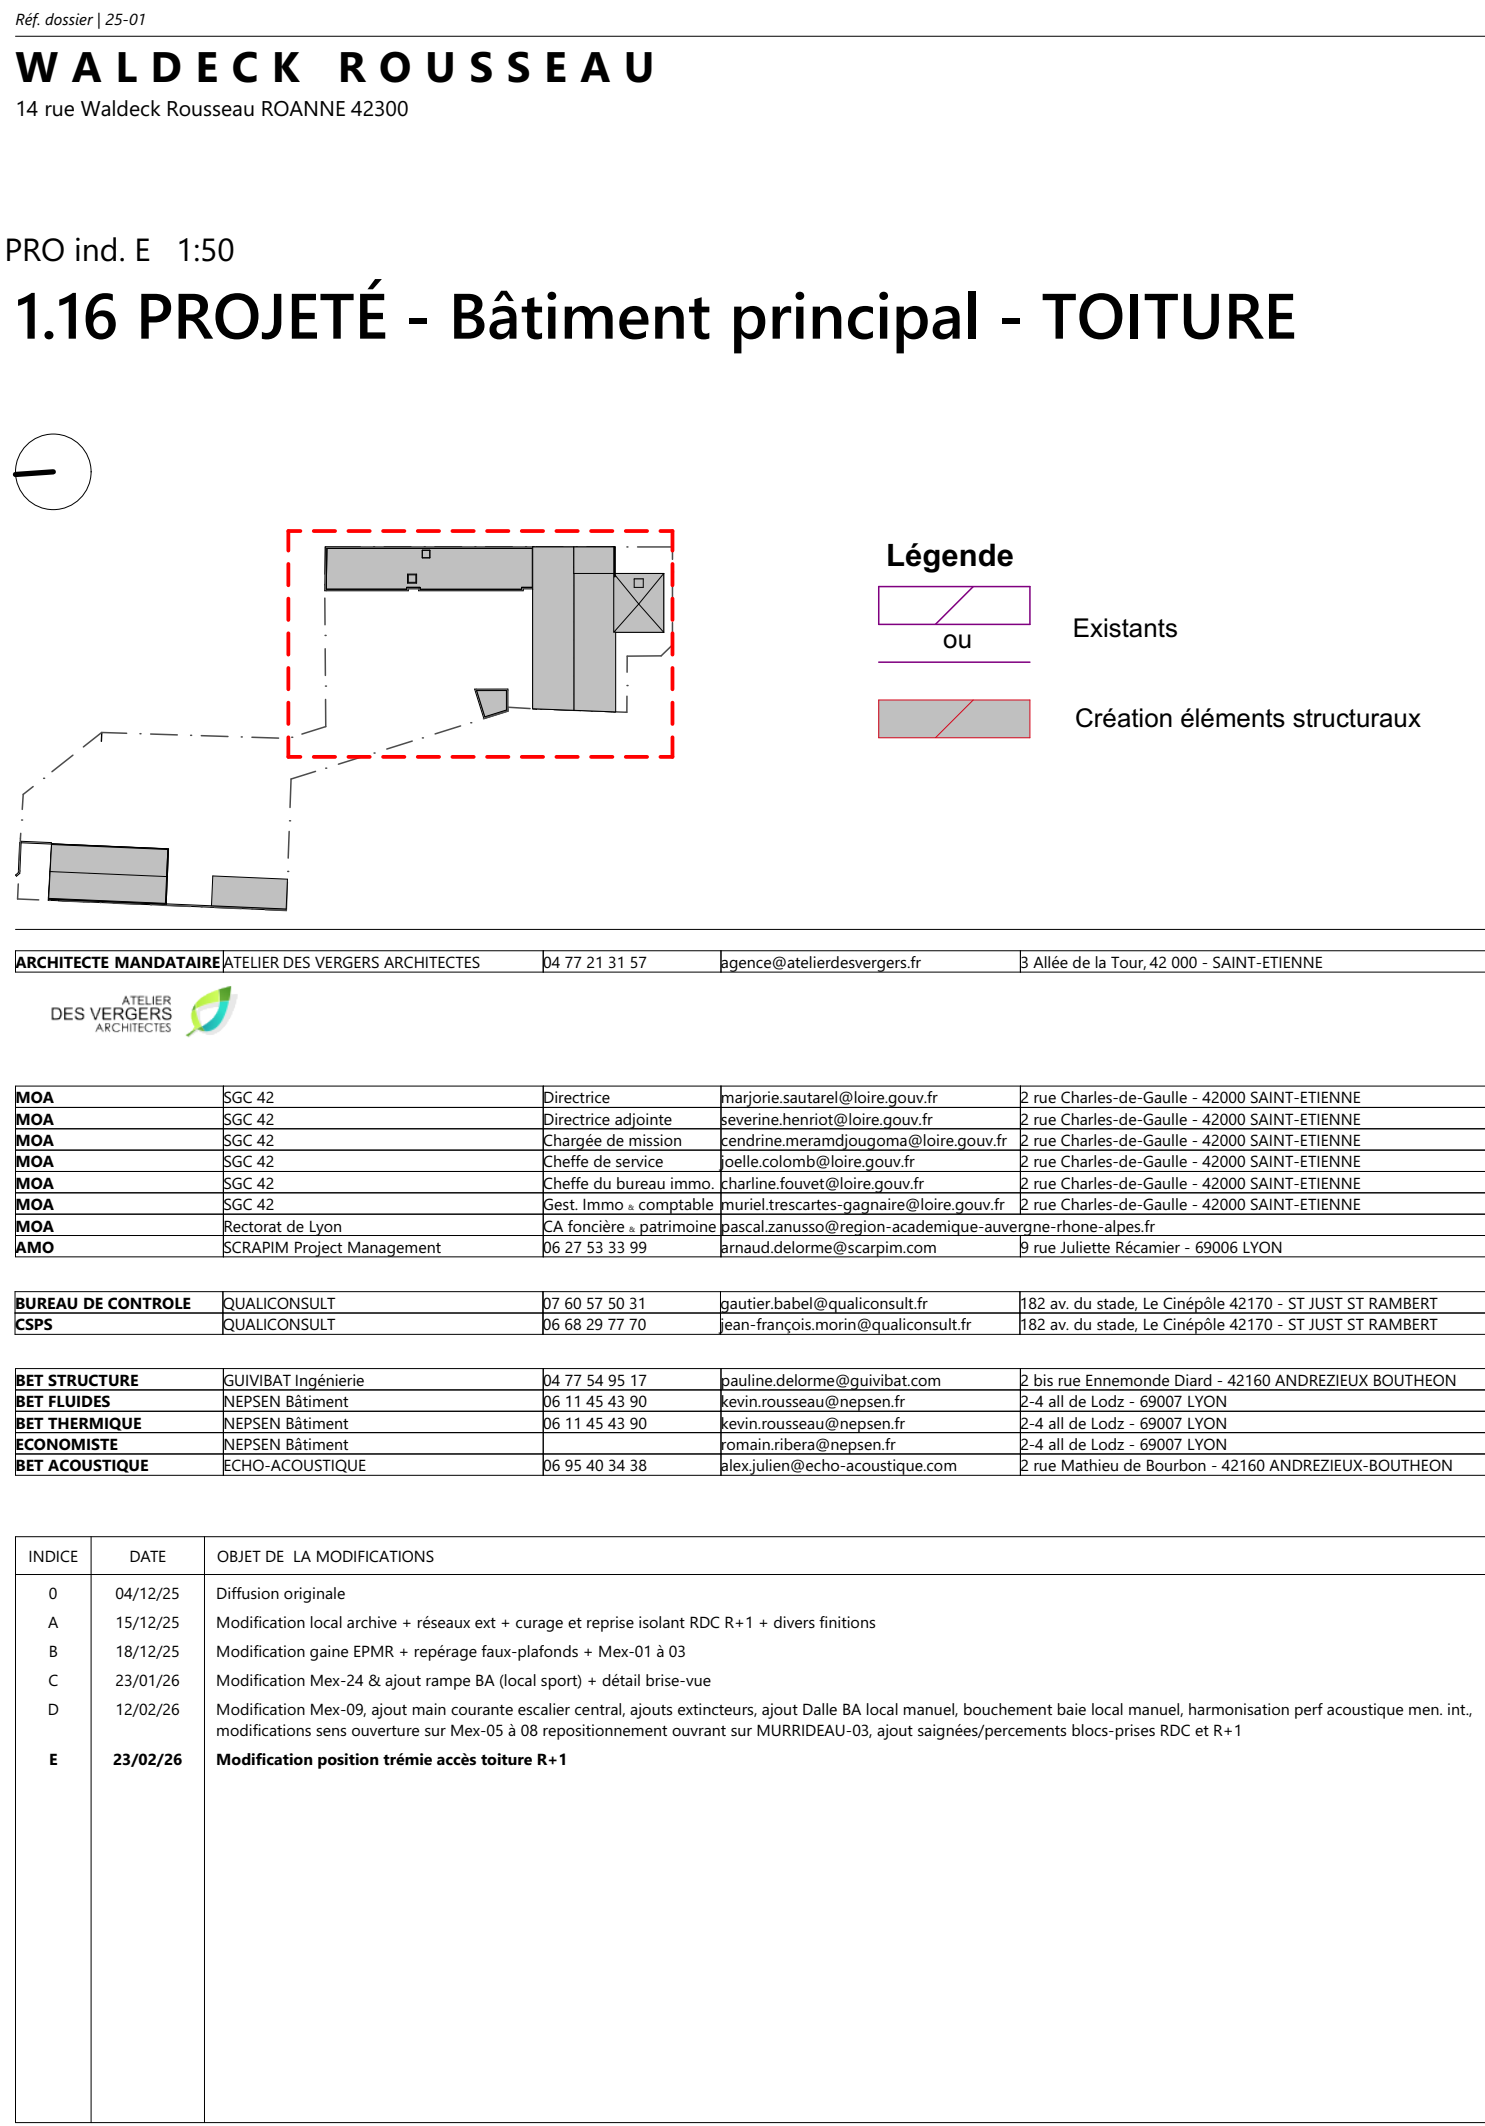 Réf. dossier | 25-01
WALDECK ROUSSEAU
14 rue Waldeck Rousseau ROANNE 42300
PRO ind. E 1:50
1.16 PROJETÉ - Bâtiment principal - TOITURE
Légende
ou
Existants
Création éléments structuraux
ARCHITECTE MANDATAIRE ATELIER DES VERGERS ARCHITECTES 04 77 21 31 57 agence@atelierdesvergers.fr 3 Allée de la Tour, 42 000 - SAINT-ETIENNE
ATELIER
DES VERGERS
ARCHITECTES
MOA SGC 42 Directrice marjorie.sautarel@loire.gouv.fr 2 rue Charles-de-Gaulle - 42000 SAINT-ETIENNE
MOA SGC 42 Directrice adjointe severine.henriot@loire.gouv.fr 2 rue Charles-de-Gaulle - 42000 SAINT-ETIENNE
MOA SGC 42 Chargée de mission cendrine.meramdjougoma@loire.gouv.fr 2 rue Charles-de-Gaulle - 42000 SAINT-ETIENNE
MOA SGC 42 Cheffe de service joelle.colomb@loire.gouv.fr 2 rue Charles-de-Gaulle - 42000 SAINT-ETIENNE
MOA SGC 42 Cheffe du bureau immo. charline.fouvet@loire.gouv.fr 2 rue Charles-de-Gaulle - 42000 SAINT-ETIENNE
MOA SGC 42 Gest. Immo & comptable muriel.trescartes-gagnaire@loire.gouv.fr 2 rue Charles-de-Gaulle - 42000 SAINT-ETIENNE
MOA Rectorat de Lyon CA foncière & patrimoine pascal.zanusso@region-academique-auvergne-rhone-alpes.fr
AMO SCRAPIM Project Management 06 27 53 33 99 arnaud.delorme@scarpim.com 9 rue Juliette Récamier - 69006 LYON
BUREAU DE CONTROLE QUALICONSULT 07 60 57 50 31 gautier.babel@qualiconsult.fr 182 av. du stade, Le Cinépôle 42170 - ST JUST ST RAMBERT
CSPS QUALICONSULT 06 68 29 77 70 jean-françois.morin@qualiconsult.fr 182 av. du stade, Le Cinépôle 42170 - ST JUST ST RAMBERT
BET STRUCTURE GUIVIBAT Ingénierie 04 77 54 95 17 pauline.delorme@guivibat.com 2 bis rue Ennemonde Diard - 42160 ANDREZIEUX BOUTHEON
BET FLUIDES NEPSEN Bâtiment 06 11 45 43 90 kevin.rousseau@nepsen.fr 2-4 all de Lodz - 69007 LYON
BET THERMIQUE NEPSEN Bâtiment 06 11 45 43 90 kevin.rousseau@nepsen.fr 2-4 all de Lodz - 69007 LYON
ECONOMISTE NEPSEN Bâtiment romain.ribera@nepsen.fr 2-4 all de Lodz - 69007 LYON
BET ACOUSTIQUE ECHO-ACOUSTIQUE 06 95 40 34 38 alex.julien@echo-acoustique.com 2 rue Mathieu de Bourbon - 42160 ANDREZIEUX-BOUTHEON
INDICE DATE OBJET DE LA MODIFICATIONS
0 04/12/25 Diffusion originale
A 15/12/25 Modification local archive + réseaux ext + curage et reprise isolant RDC R+1 + divers finitions
B 18/12/25 Modification gaine EPMR + repérage faux-plafonds + Mex-01 à 03
C 23/01/26 Modification Mex-24 & ajout rampe BA (local sport) + détail brise-vue
D 12/02/26 Modification Mex-09, ajout main courante escalier central, ajouts extincteurs, ajout Dalle BA local manuel, bouchement baie local manuel, harmonisation perf acoustique men. int.,
modifications sens ouverture sur Mex-05 à 08 repositionnement ouvrant sur MURRIDEAU-03, ajout saignées/percements blocs-prises RDC et R+1
E 23/02/26 Modification position trémie accès toiture R+1